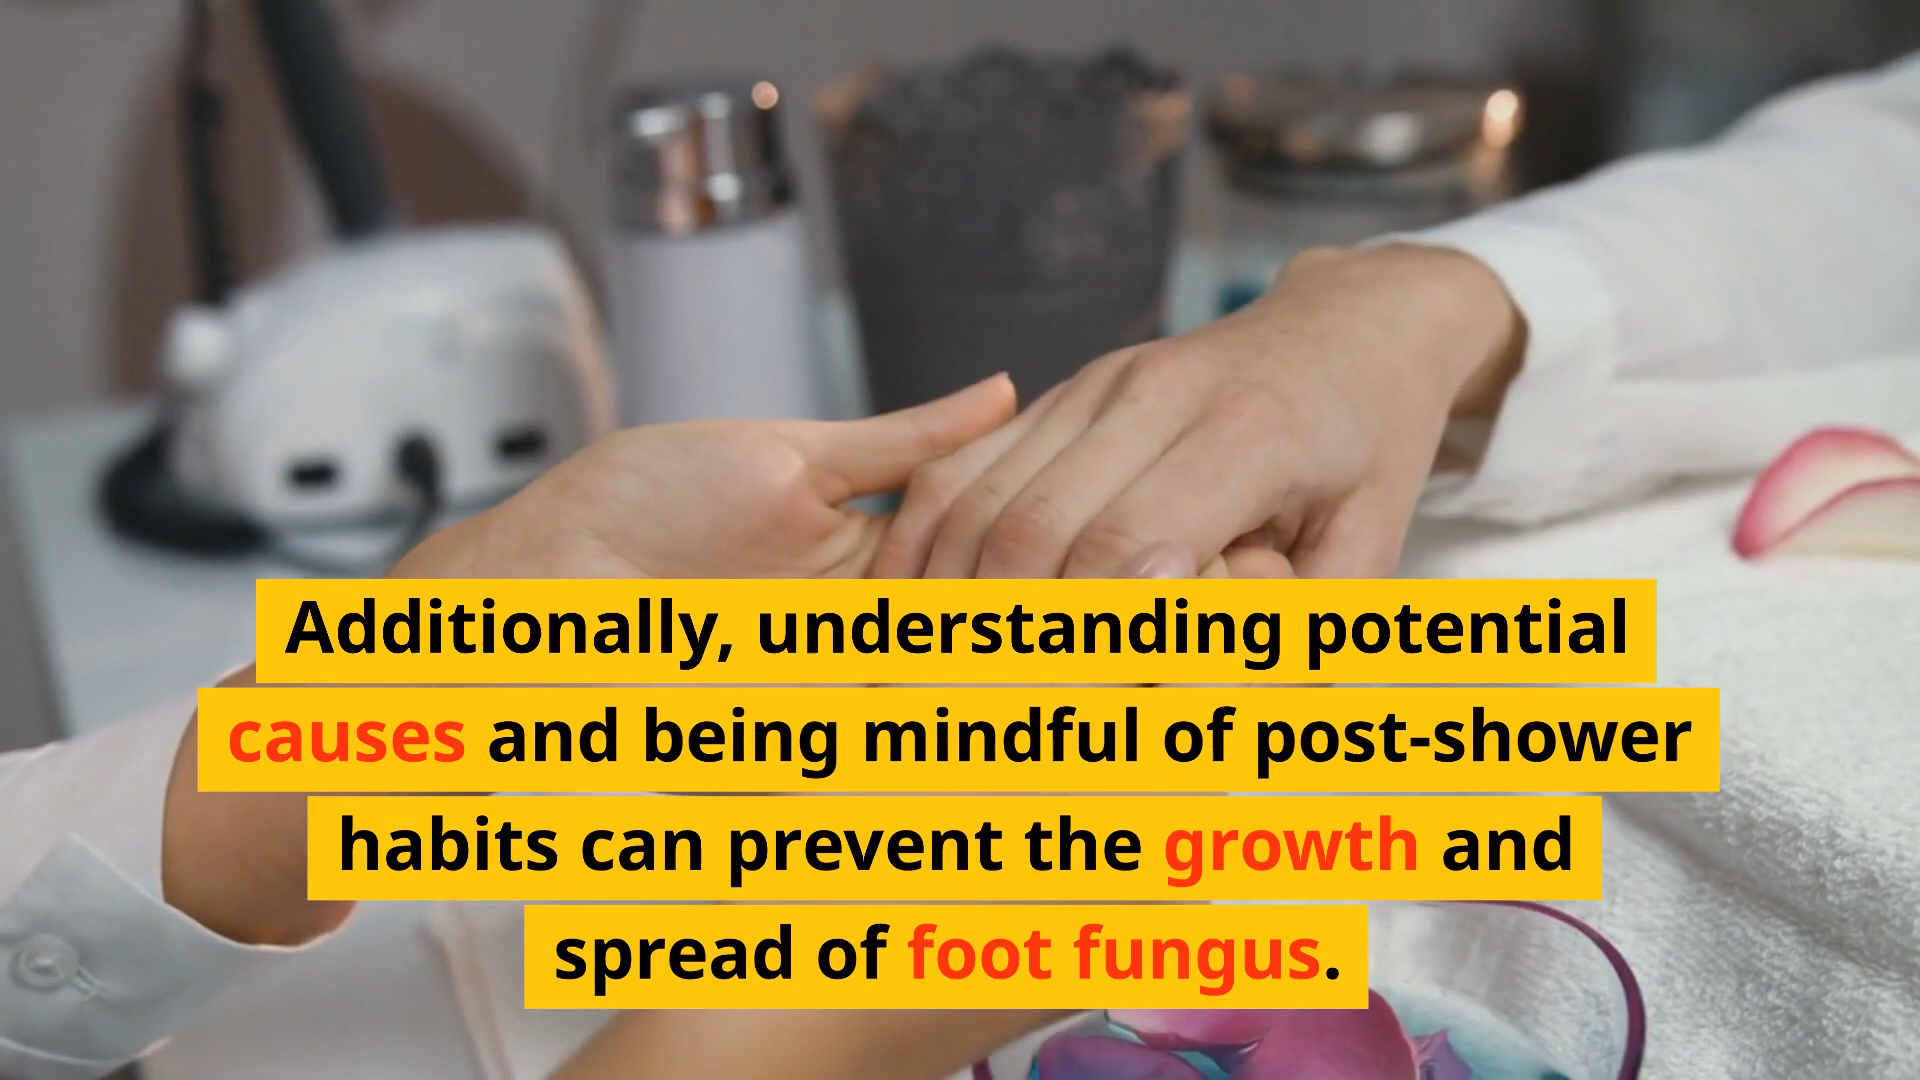 Additionally, understanding potential
causes and being mindful of post-shower
habits can prevent the growth and
spread of foot fungus.